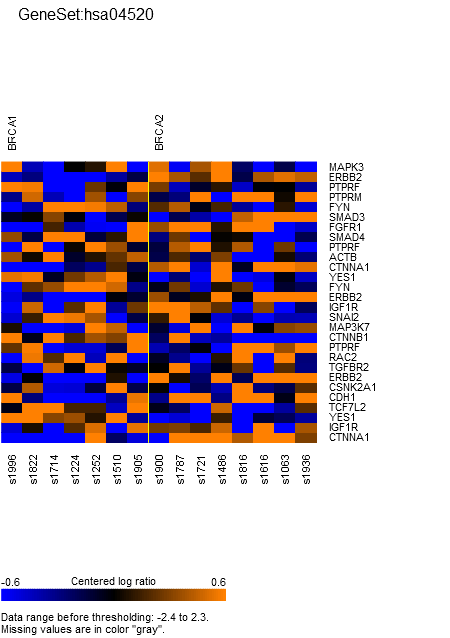 GeneSet:hsa04520
BRCA1
BRCA2
MAPK3
ERBB2
PTPRF
PTPRM
FYN
SMAD3
FGFR1
SMAD4
PTPRF
ACTB
CTNNA1
YES1
FYN
ERBB2
IGF1R
SNAI2
MAP3K7
CTNNB1
PTPRF
RAC2
TGFBR2
ERBB2
CSNK2A1
CDH1
TCF7L2
YES1
IGF1R
CTNNA1
s1996
s1822
s1714
s1224
s1252
s1510
s1905
s1900
s1787
s1721
s1486
s1816
s1616
s1063
s1936
-0.6 Centered log ratio 0.6
Data range before thresholding: -2.4 to 2.3.
Missing values are in color "gray".